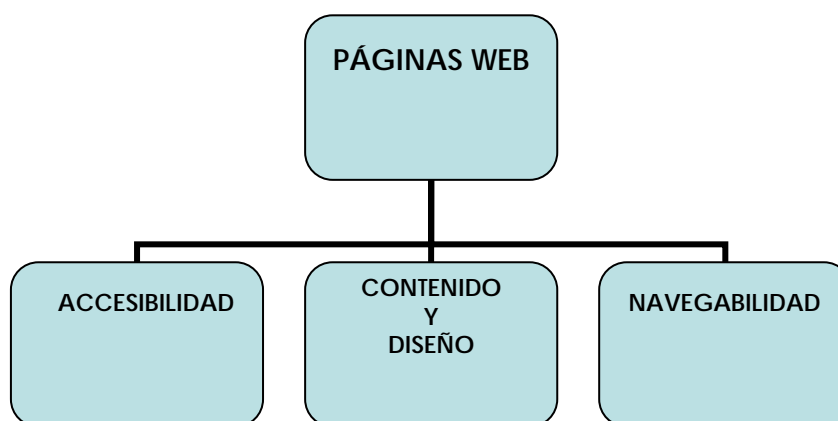 PÁGINAS WEB
ACCESIBILIDAD
CONTENIDO
Y
DISEÑO
NAVEGABILIDAD